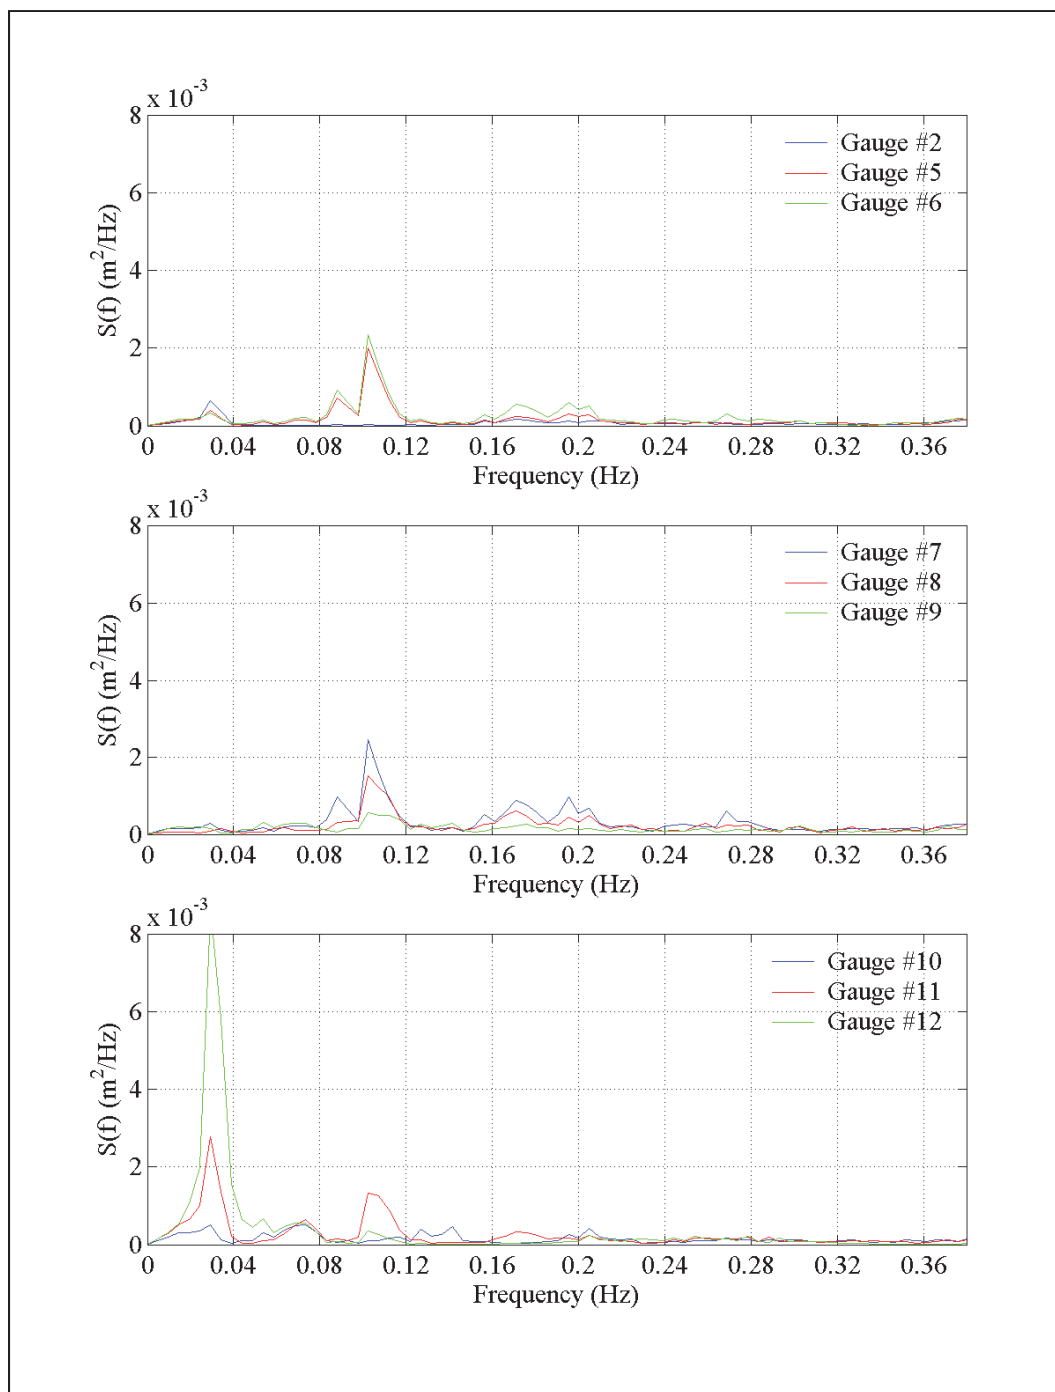 x 10-3
8
6
4
2
0
S(f) (m2/Hz)
Gauge #2
Gauge #5
Gauge #6
0 0.04 0.08 0.12 0.16 0.2 0.24 0.28 0.32 0.36
Frequency (Hz)
x 10-3
8
6
4
2
0
S(f) (m2/Hz)
Gauge #7
Gauge #8
Gauge #9
0 0.04 0.08 0.12 0.16 0.2 0.24 0.28 0.32 0.36
Frequency (Hz)
x 10-3
8
6
4
2
0
S(f) (m2/Hz)
Gauge #10
Gauge #11
Gauge #12
0 0.04 0.08 0.12 0.16 0.2 0.24 0.28 0.32 0.36
Frequency (Hz)